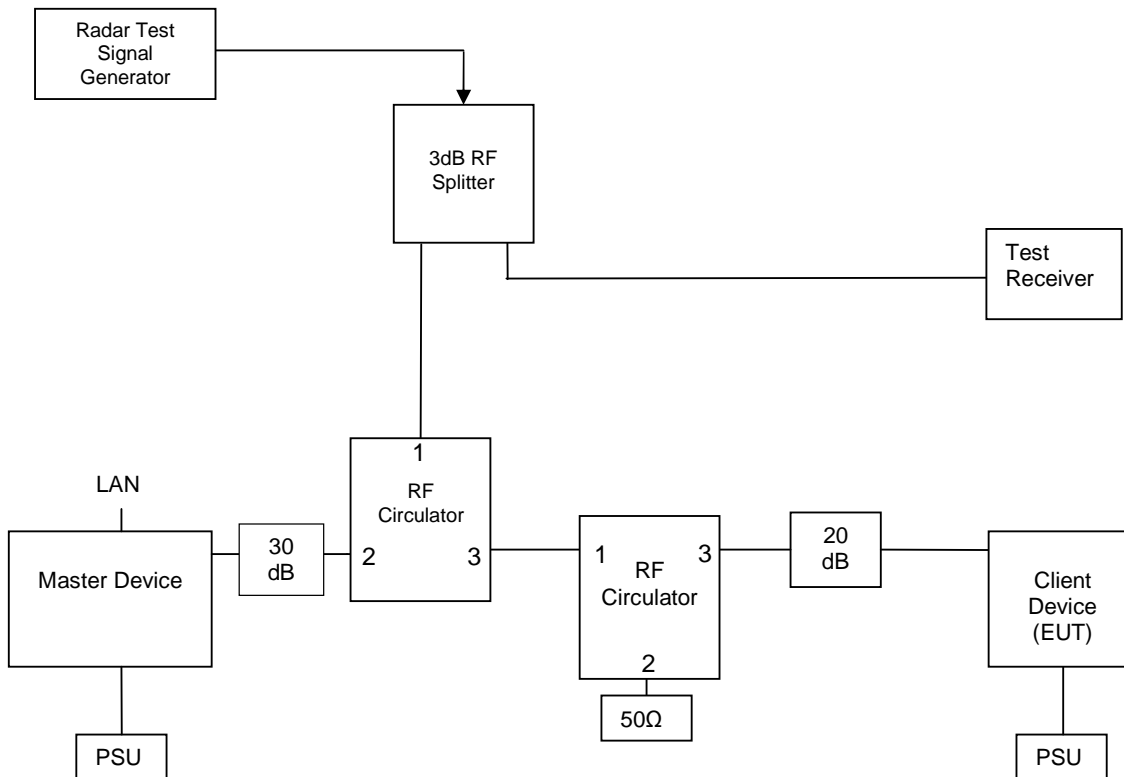 Radar Test
Signal
Generator
3dB RF
Splitter
Test
Receiver
1
RF
Circulator
2
3
LAN
Master Device
30
dB
1
3
RF
Circulator
2
50Ω
20
dB
Client
Device
(EUT)
PSU
PSU